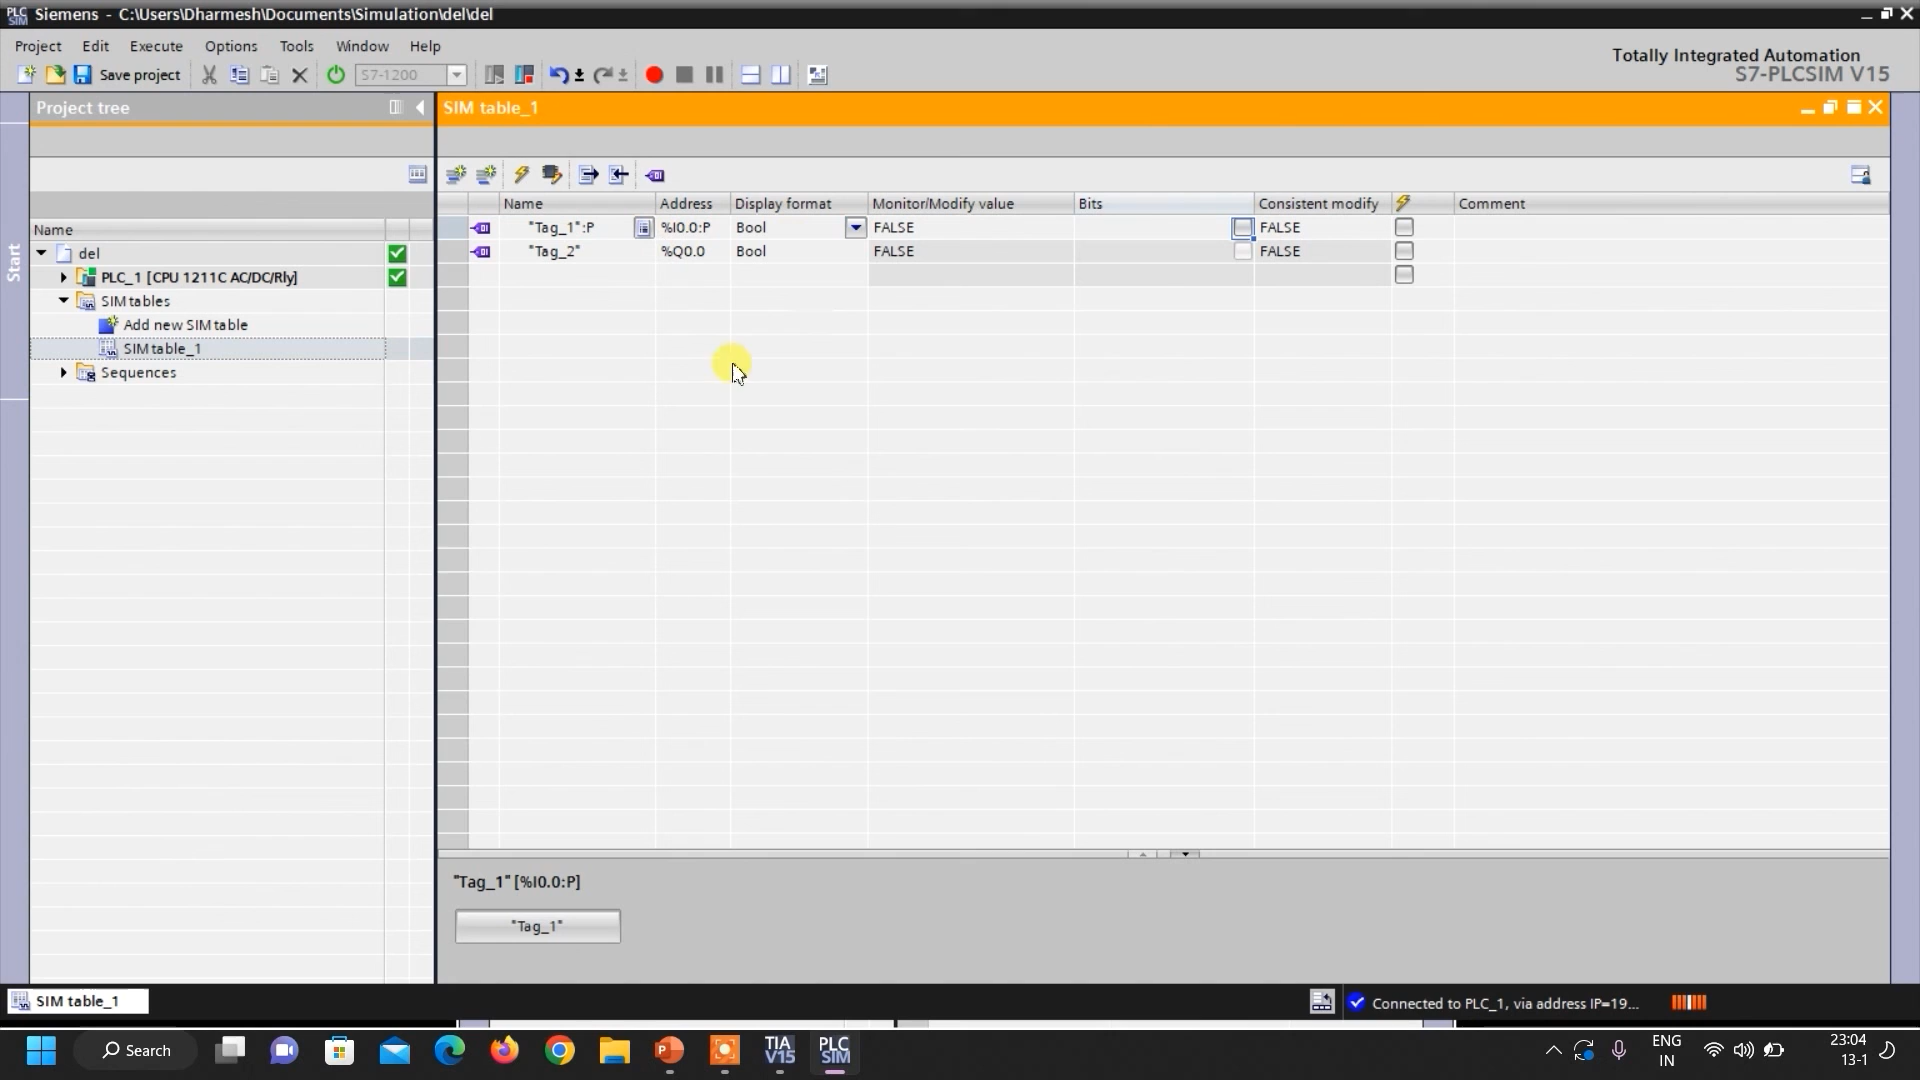 PLC SIM Siemens - C:\Users\Dharmesh\Documents\Simulation\del\del
Project Edit Execute Options Tools Window Help
Totally Integrated Automation
S7-PLCSIM V15
Save project S7-1200
Project tree
SIM table_1
Start
Name
del
PLC_1 [CPU 1211C AC/DC/Rly]
SIM tables
Add new SIM table
SIM table_1
Sequences
Name Address Display format Monitor/Modify value Bits Consistent modify Comment
"Tag_1":P %I0.0:P Bool FALSE FALSE
"Tag_2" %Q0.0 Bool FALSE FALSE
"Tag_1" [%I0.0:P]
"Tag_1"
SIM table_1
Connected to PLC_1, via address IP=19...
Search
TIA V15
PLC SIM
ENG
IN
23:04
13-1